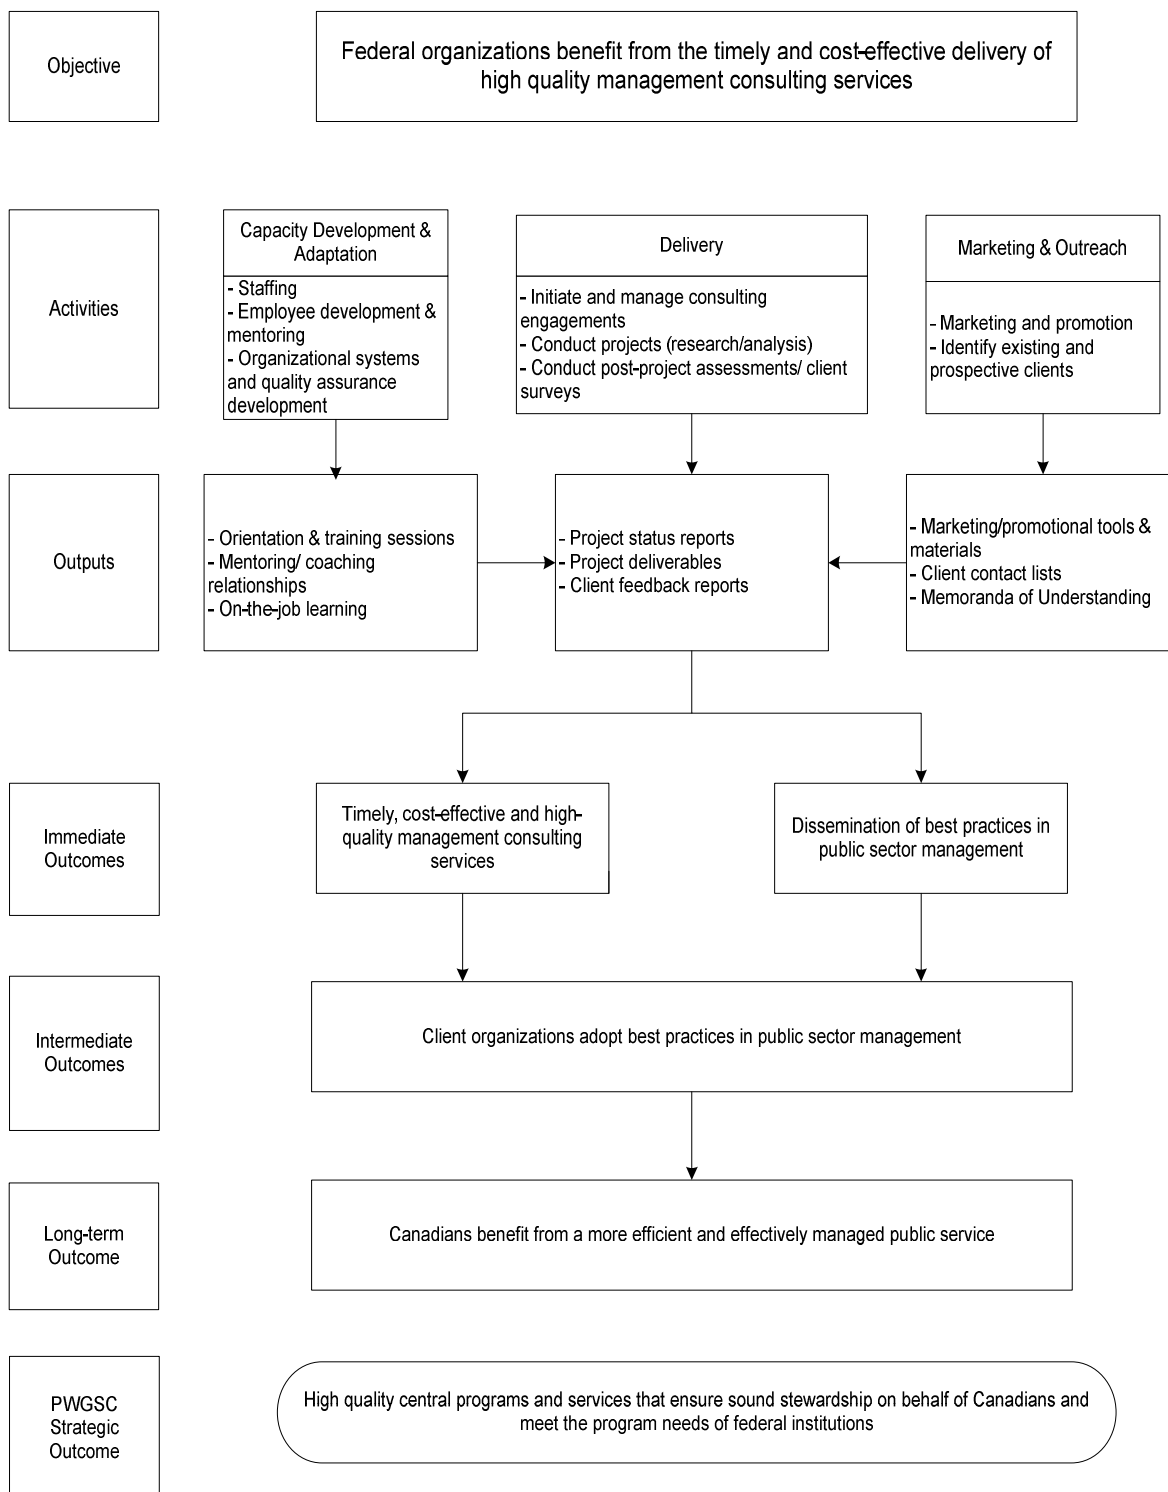 Objective
Federal organizations benefit from the timely and cost-effective delivery of
high quality management consulting services
Activities
Capacity Development &
Adaptation
- Staffing
- Employee development &
mentoring
- Organizational systems
and quality assurance
development
Delivery
- Initiate and manage consulting
engagements
- Conduct projects (research/analysis)
- Conduct post-project assessments/ client
surveys
Marketing & Outreach
- Marketing and promotion
- Identify existing and
prospective clients
Outputs
- Orientation & training sessions
- Mentoring/ coaching
relationships
- On-the-job learning
- Project status reports
- Project deliverables
- Client feedback reports
- Marketing/promotional tools &
materials
- Client contact lists
- Memoranda of Understanding
Immediate
Outcomes
Timely, cost-effective and high-
quality management consulting
services
Dissemination of best practices in
public sector management
Intermediate
Outcomes
Client organizations adopt best practices in public sector management
Long-term
Outcome
Canadians benefit from a more efficient and effectively managed public service
PWGSC
Strategic
Outcome
High quality central programs and services that ensure sound stewardship on behalf of Canadians and
meet the program needs of federal institutions